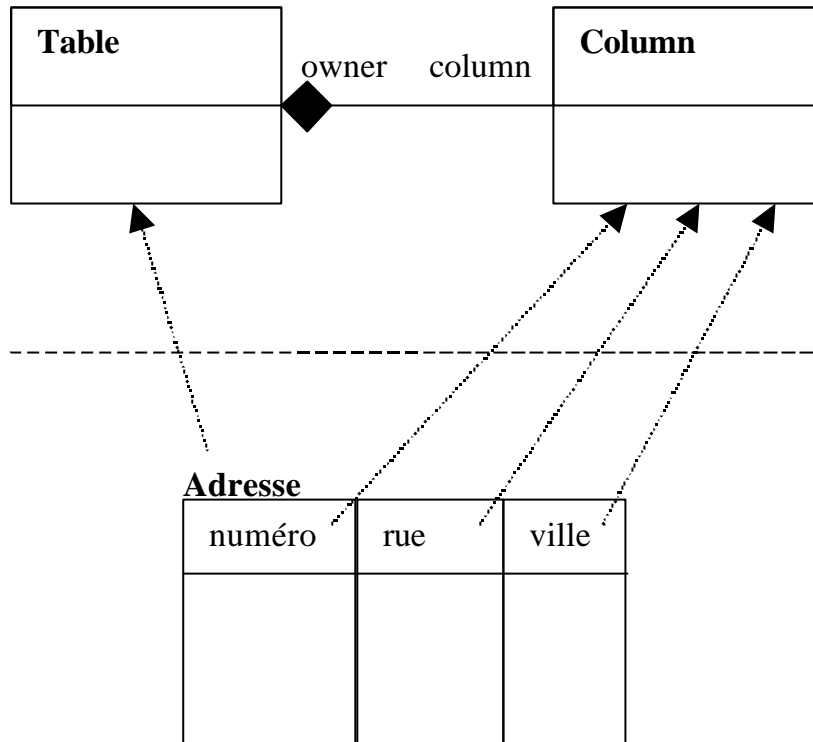 Table
Column
owner column
Adresse
numéro rue ville